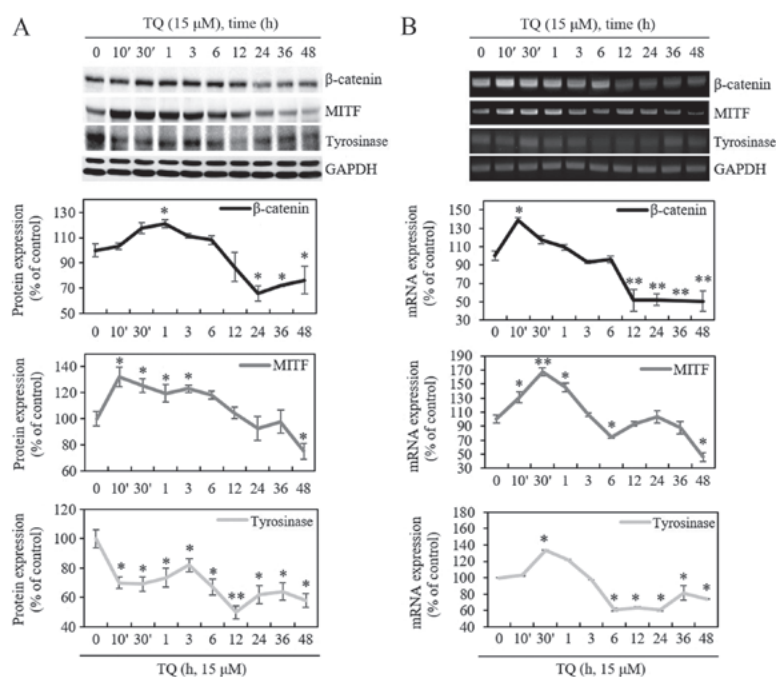 A
TQ (15 μM), time (h)
0 10' 30' 1 3 6 12 24 36 48
β-catenin
MITF
Tyrosinase
GAPDH
Protein expression
(% of control)
130
110
90
70
50
β-catenin
*
* * *
0 10' 30' 1 3 6 12 24 36 48
Protein expression
(% of control)
140
120
100
80
60
MITF
* * * *
*
0 10' 30' 1 3 6 12 24 36 48
Protein expression
(% of control)
100
80
60
40
Tyrosinase
* * * * * ** * * *
0 10' 30' 1 3 6 12 24 36 48
TQ (h, 15 μM)
B
TQ (15 μM), time (h)
0 10' 30' 1 3 6 12 24 36 48
β-catenin
MITF
Tyrosinase
GAPDH
mRNA expression
(% of control)
150
130
110
90
70
50
30
β-catenin
*
** ** ** **
0 10' 30' 1 3 6 12 24 36 48
mRNA expression
(% of control)
190
170
150
130
110
90
70
50
30
MITF
* ** *
* *
0 10' 30' 1 3 6 12 24 36 48
mRNA expression
(% of control)
180
160
140
120
100
80
60
40
Tyrosinase
*
* * * * *
0 10' 30' 1 3 6 12 24 36 48
TQ (h, 15 μM)